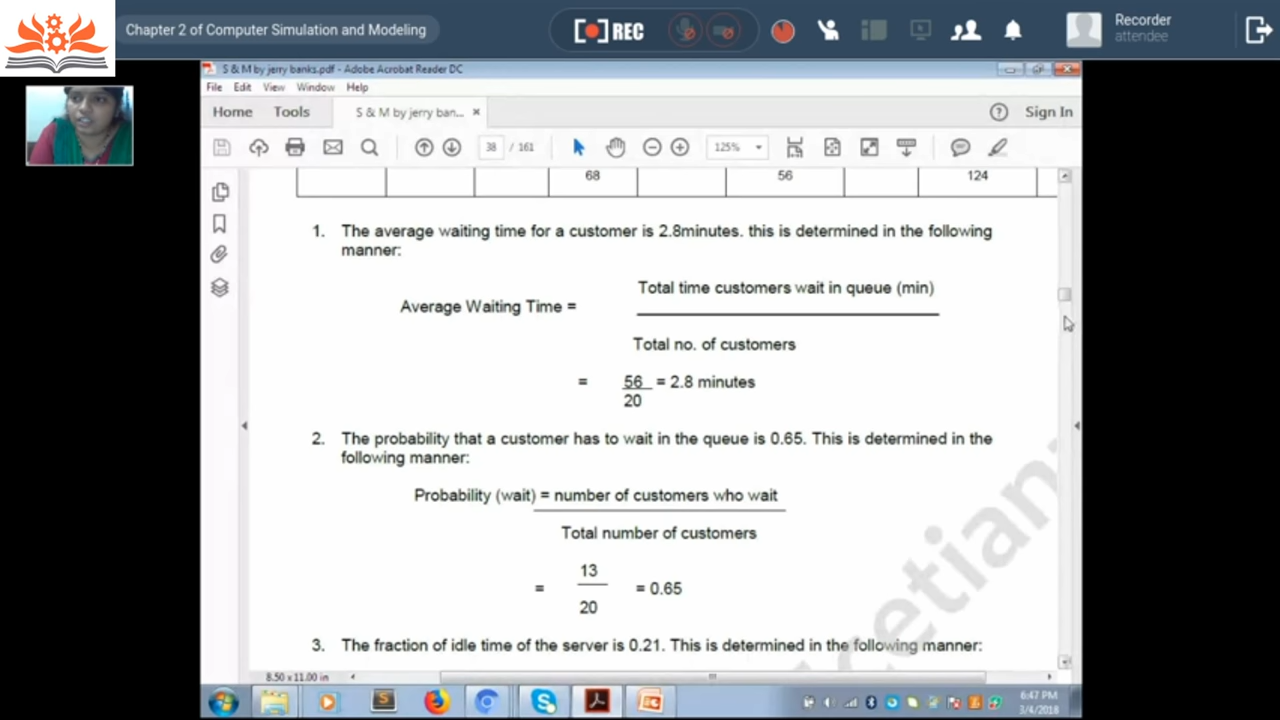 Chapter 2 of Computer Simulation and Modeling
REC
Recorder
attendee
S & M by jerry banks.pdf - Adobe Acrobat Reader DC
File Edit View Window Help
Home Tools S & M by jerry ban... × Sign In
38 / 161 125%
68 56 124
1. The average waiting time for a customer is 2.8minutes. this is determined in the following
manner:
Total time customers wait in queue (min)
Average Waiting Time =
Total no. of customers
= 56 = 2.8 minutes
20
2. The probability that a customer has to wait in the queue is 0.65. This is determined in the
following manner:
Probability (wait) = number of customers who wait
Total number of customers
13
= = 0.65
20
3. The fraction of idle time of the server is 0.21. This is determined in the following manner:
icetian
8.50 x 11.00 in
6:47 PM
3/4/2018